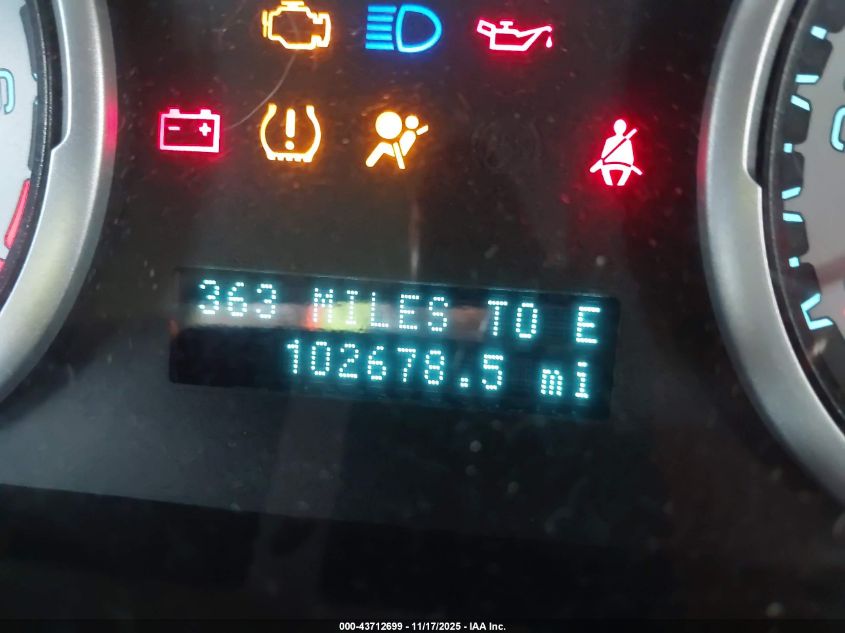 363 MILES TO E
102678.5 mi
000-43712699 - 11/17/2025 - IAA Inc.